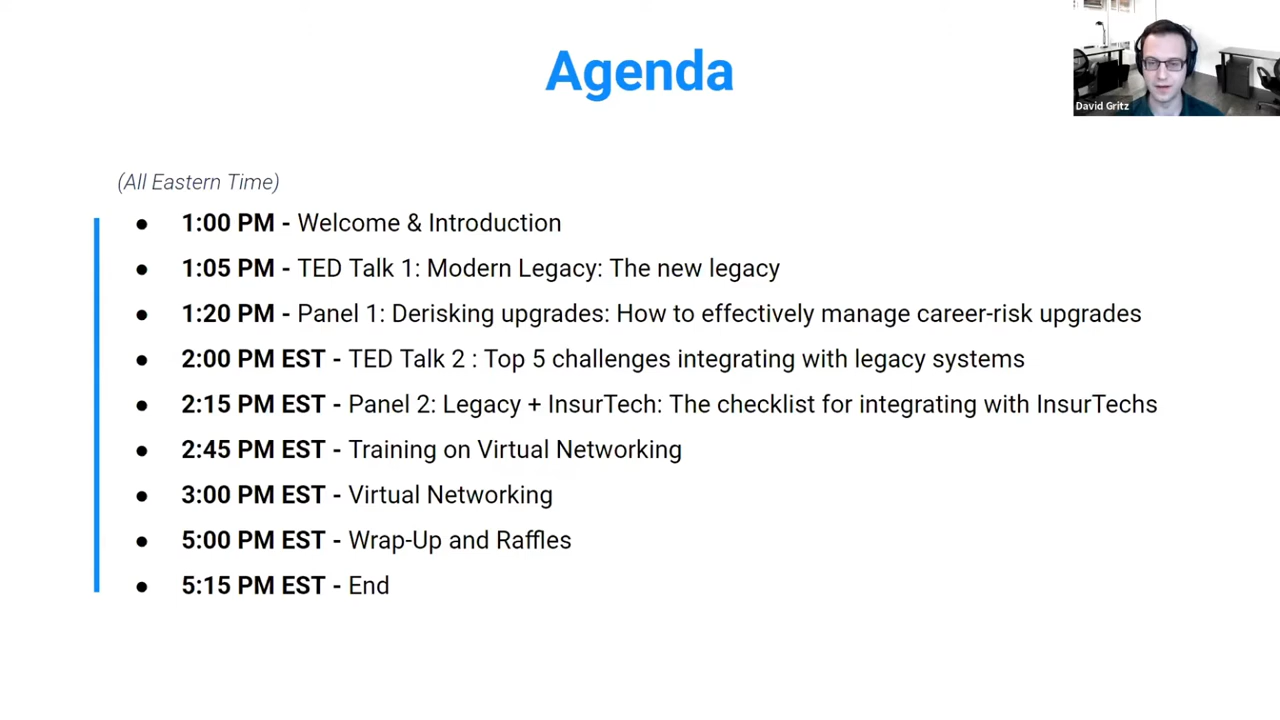 Agenda
David Gritz
(All Eastern Time)
● 1:00 PM - Welcome & Introduction
● 1:05 PM - TED Talk 1: Modern Legacy: The new legacy
● 1:20 PM - Panel 1: Derisking upgrades: How to effectively manage career-risk upgrades
● 2:00 PM EST - TED Talk 2 : Top 5 challenges integrating with legacy systems
● 2:15 PM EST - Panel 2: Legacy + InsurTech: The checklist for integrating with InsurTechs
● 2:45 PM EST - Training on Virtual Networking
● 3:00 PM EST - Virtual Networking
● 5:00 PM EST - Wrap-Up and Raffles
● 5:15 PM EST - End